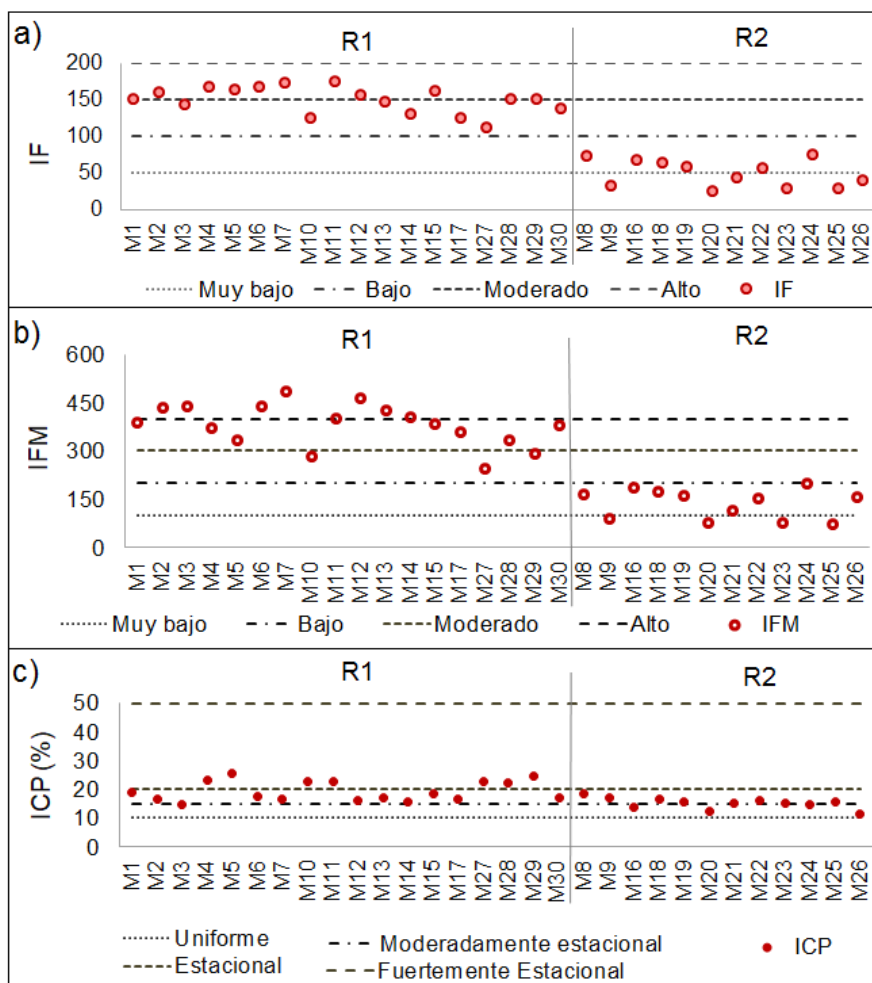 a)
R1
R2
IF
200
150
100
50
0
M1 M2 M3 M4 M5 M6 M7 M10 M11 M12 M13 M14 M15 M17 M27 M28 M29 M30 M8 M9 M16 M18 M19 M20 M21 M22 M23 M24 M25 M26
Muy bajo Bajo Moderado Alto IF
b)
R1
R2
IFM
600
450
300
150
0
M1 M2 M3 M4 M5 M6 M7 M10 M11 M12 M13 M14 M15 M17 M27 M28 M29 M30 M8 M9 M16 M18 M19 M20 M21 M22 M23 M24 M25 M26
Muy bajo Bajo Moderado Alto IFM
c)
R1
R2
ICP (%)
50
40
30
20
10
0
M1 M2 M3 M4 M5 M6 M7 M10 M11 M12 M13 M14 M15 M17 M27 M28 M29 M30 M8 M9 M16 M18 M19 M20 M21 M22 M23 M24 M25 M26
Uniforme Moderadamente estacional ICP
Estacional Fuertemente Estacional